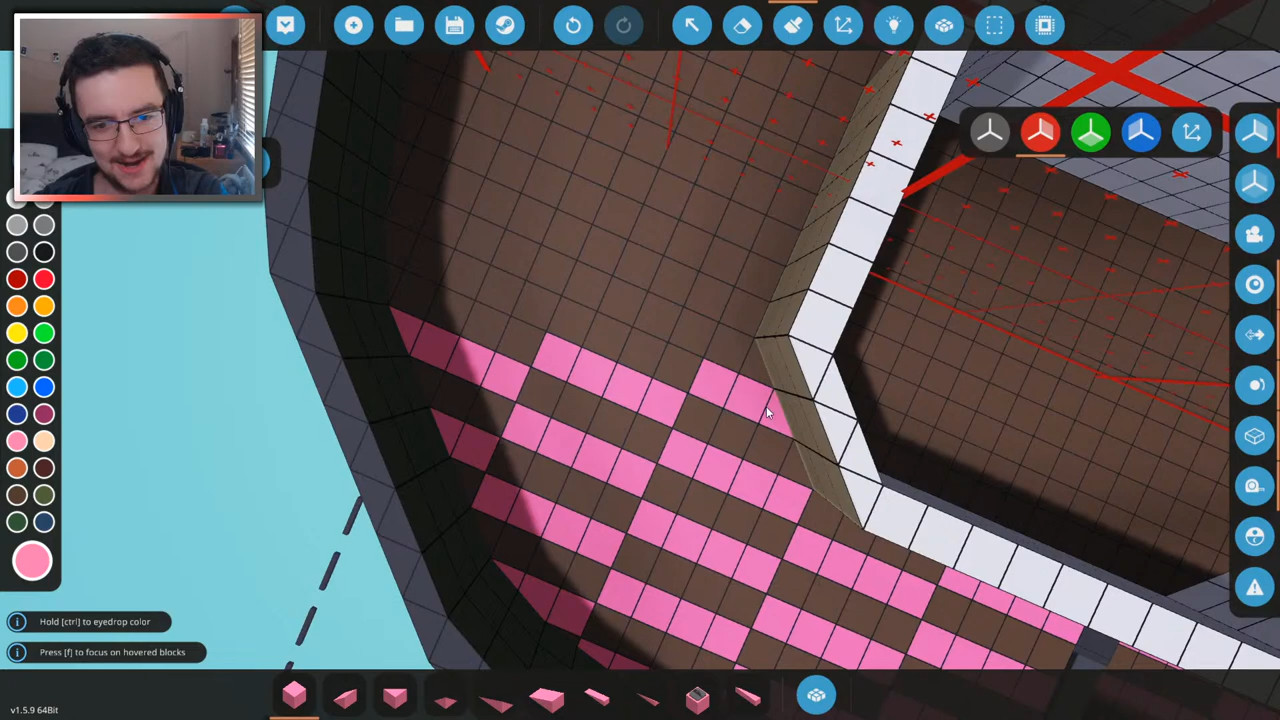 Hold [ctrl] to eyedrop color
Press [f] to focus on hovered blocks
v1.5.9 64Bit